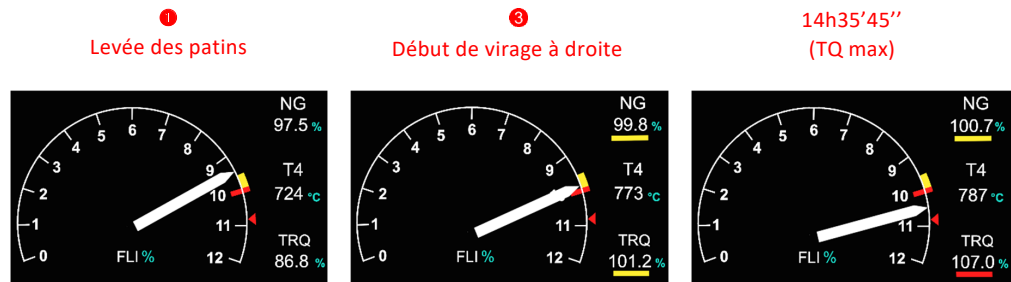 1
Levée des patins
3
Début de virage à droite
14h35’45’’
(TQ max)
0
1
2
3
4
5
6
7
8
9
10
11
12
FLI %
NG
97.5 %
T4
724 °C
TRQ
86.8 %
0
1
2
3
4
5
6
7
8
9
10
11
12
FLI %
NG
99.8 %
T4
773 °C
TRQ
101.2 %
0
1
2
3
4
5
6
7
8
9
10
11
12
FLI %
NG
100.7 %
T4
787 °C
TRQ
107.0 %